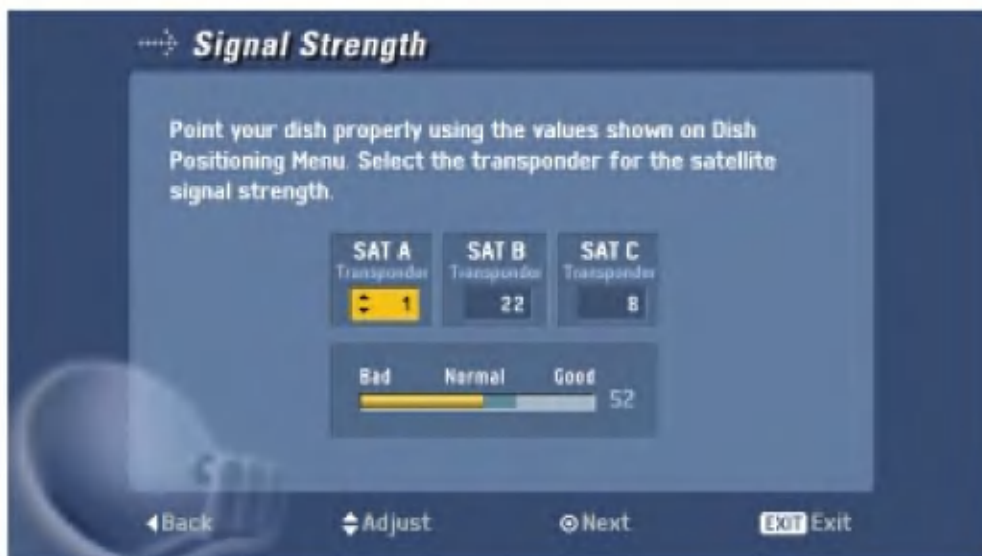 Signal Strength
Point your dish properly using the values shown on Dish
Positioning Menu. Select the transponder for the satellite
signal strength.
SAT A SAT B SAT C
Transponder Transponder Transponder
1 22 8
Bad Normal Good
52
Back Adjust Next EXIT Exit